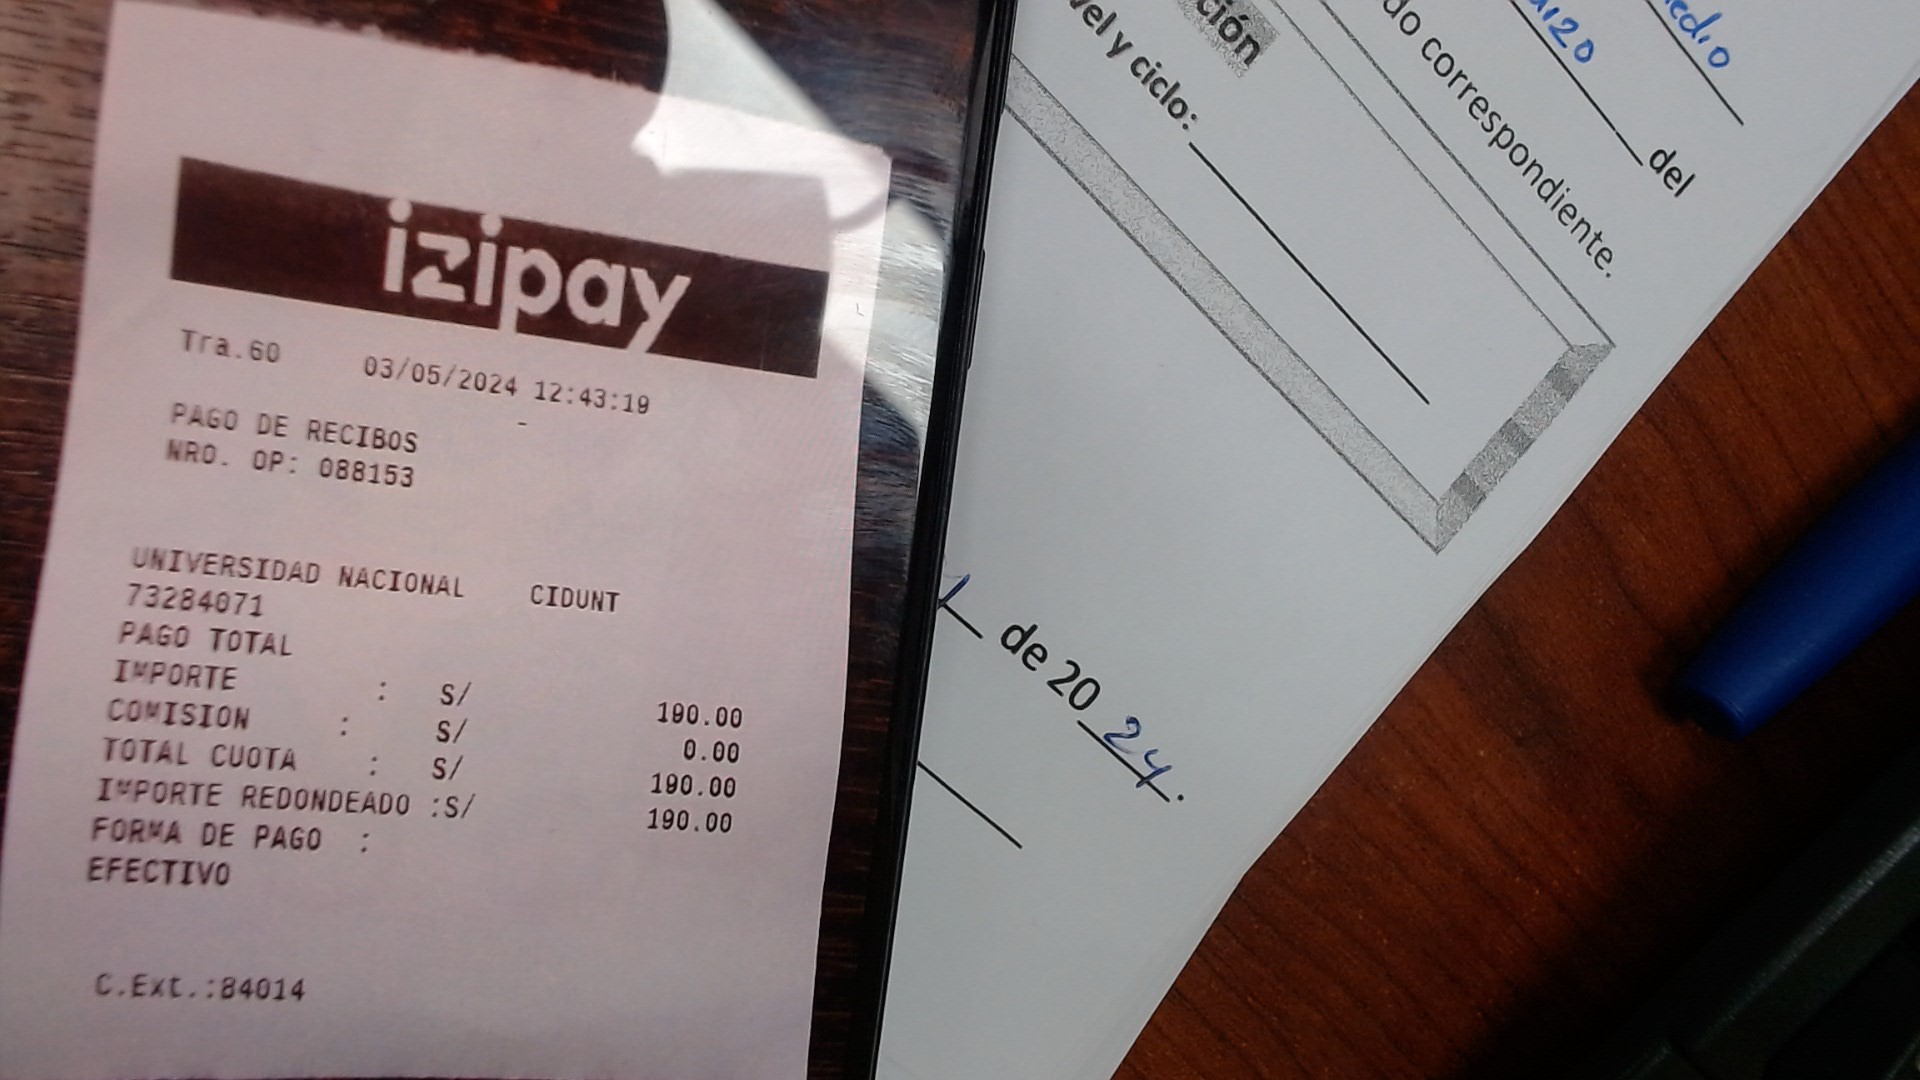 izipay
Tra.60 03/05/2024 12:43:19
-
PAGO DE RECIBOS
NRO. OP: 088153
UNIVERSIDAD NACIONAL CIDUNT
73284071
PAGO TOTAL
IMPORTE : S/ 190.00
COMISION : S/ 0.00
TOTAL CUOTA : S/ 190.00
IMPORTE REDONDEADO :S/ 190.00
FORMA DE PAGO :
EFECTIVO
C.Ext.:84014
del
do correspondiente.
ción
vel y ciclo:
de 2024.